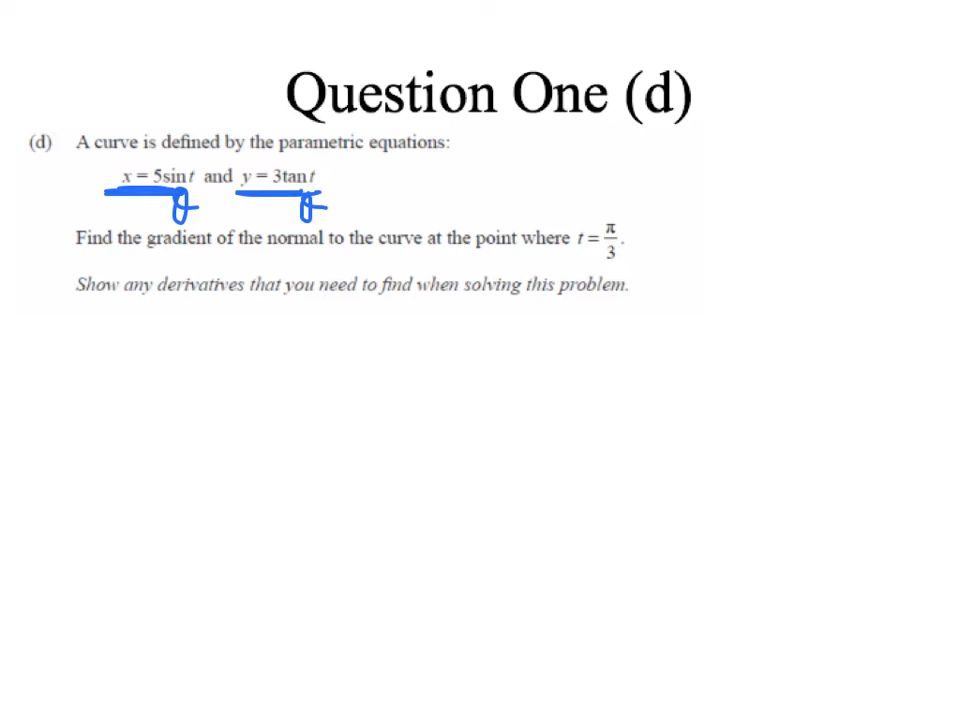 Question One (d)
(d) A curve is defined by the parametric equations:
x = 5sin t and y = 3tan t
Find the gradient of the normal to the curve at the point where t = π/3.
Show any derivatives that you need to find when solving this problem.